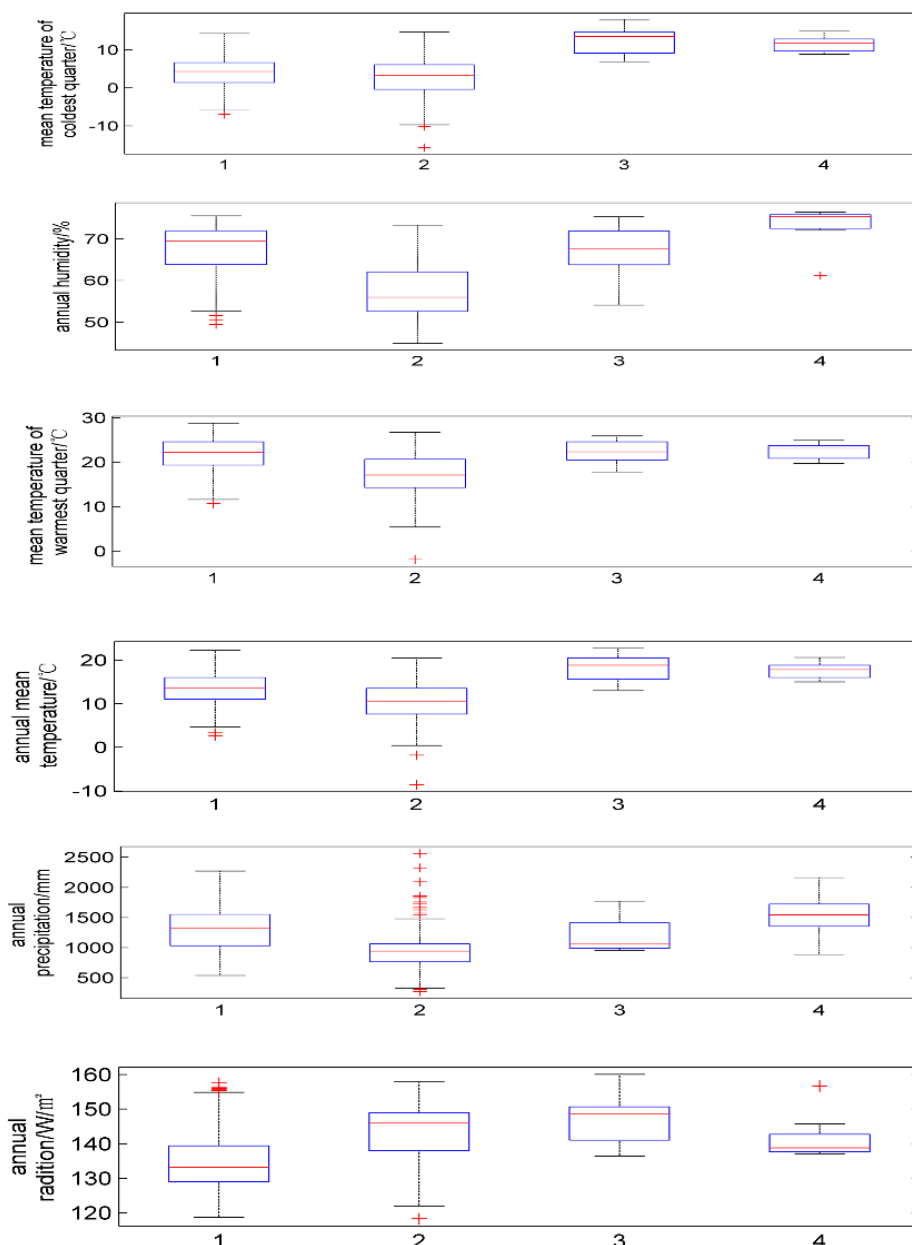 mean temperature of
coldest quarter/℃
10
0
-10
1 2 3 4
annual humidity/%
70
60
50
1 2 3 4
mean temperature of
warmest quarter/℃
30
20
10
0
1 2 3 4
annual mean
temperature/℃
20
10
0
-10
1 2 3 4
annual
precipitation/mm
2500
2000
1500
1000
500
1 2 3 4
annual
radition/W/m²
160
150
140
130
120
1 2 3 4